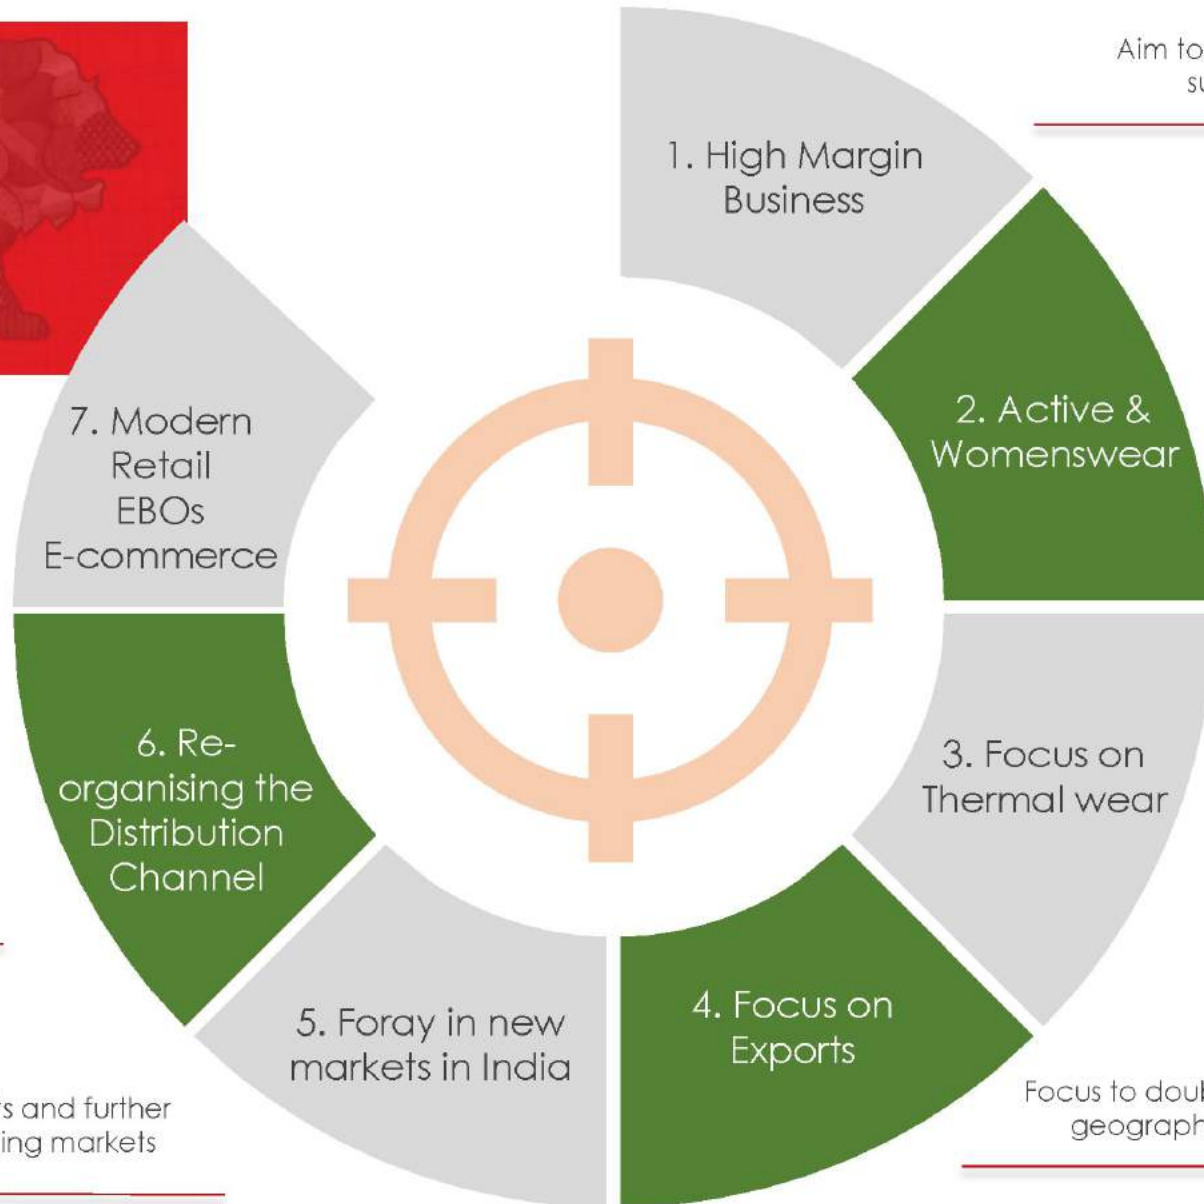 Aim to
1. High Margin
Business
2. Active &
Womenswear
3. Focus on
Thermal wear
4. Focus on
Exports
Focus to
5. Foray in new
markets in India
and further
markets
6. Re-
organising the
Distribution
Channel
7. Modern
Retail
EBOs
E-commerce